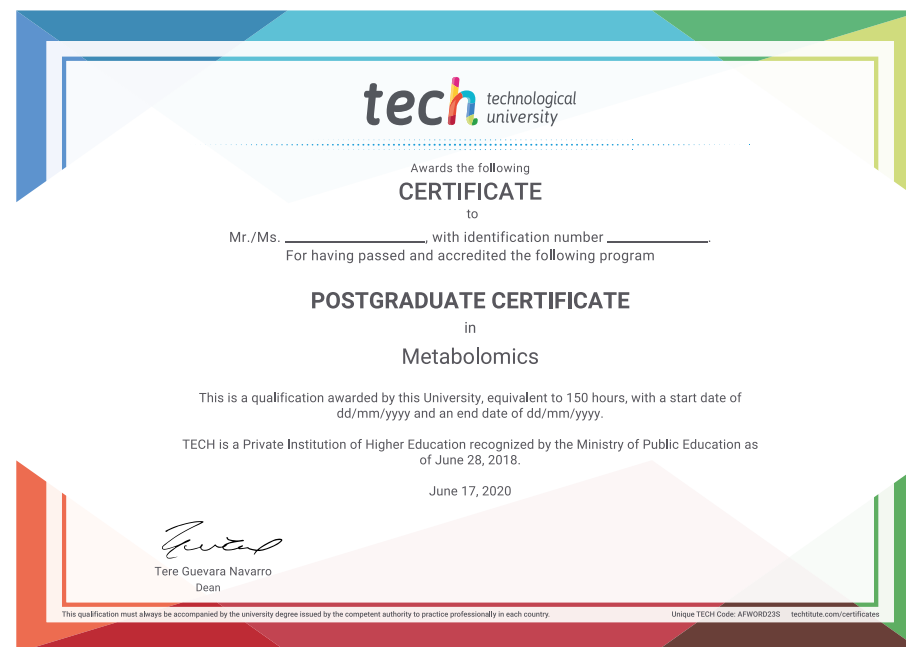 tech technological
university
Awards the following
CERTIFICATE
to
Mr./Ms. ____________________, with identification number ______________.
For having passed and accredited the following program
POSTGRADUATE CERTIFICATE
in
Metabolomics
This is a qualification awarded by this University, equivalent to 150 hours, with a start date of
dd/mm/yyyy and an end date of dd/mm/yyyy.
TECH is a Private Institution of Higher Education recognized by the Ministry of Public Education as
of June 28, 2018.
June 17, 2020
Tere Guevara Navarro
Dean
This qualification must always be accompanied by the university degree issued by the competent authority to practice professionally in each country. Unique TECH Code: AFWORD23S techtitute.com/certificates